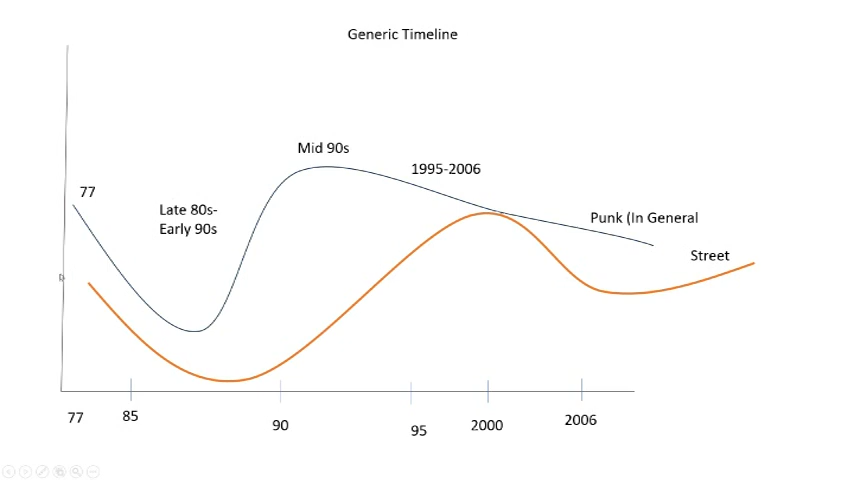 Generic Timeline
Mid 90s
1995-2006
77
Late 80s-
Early 90s
Punk (In General
Street
77
85
90
95
2000
2006